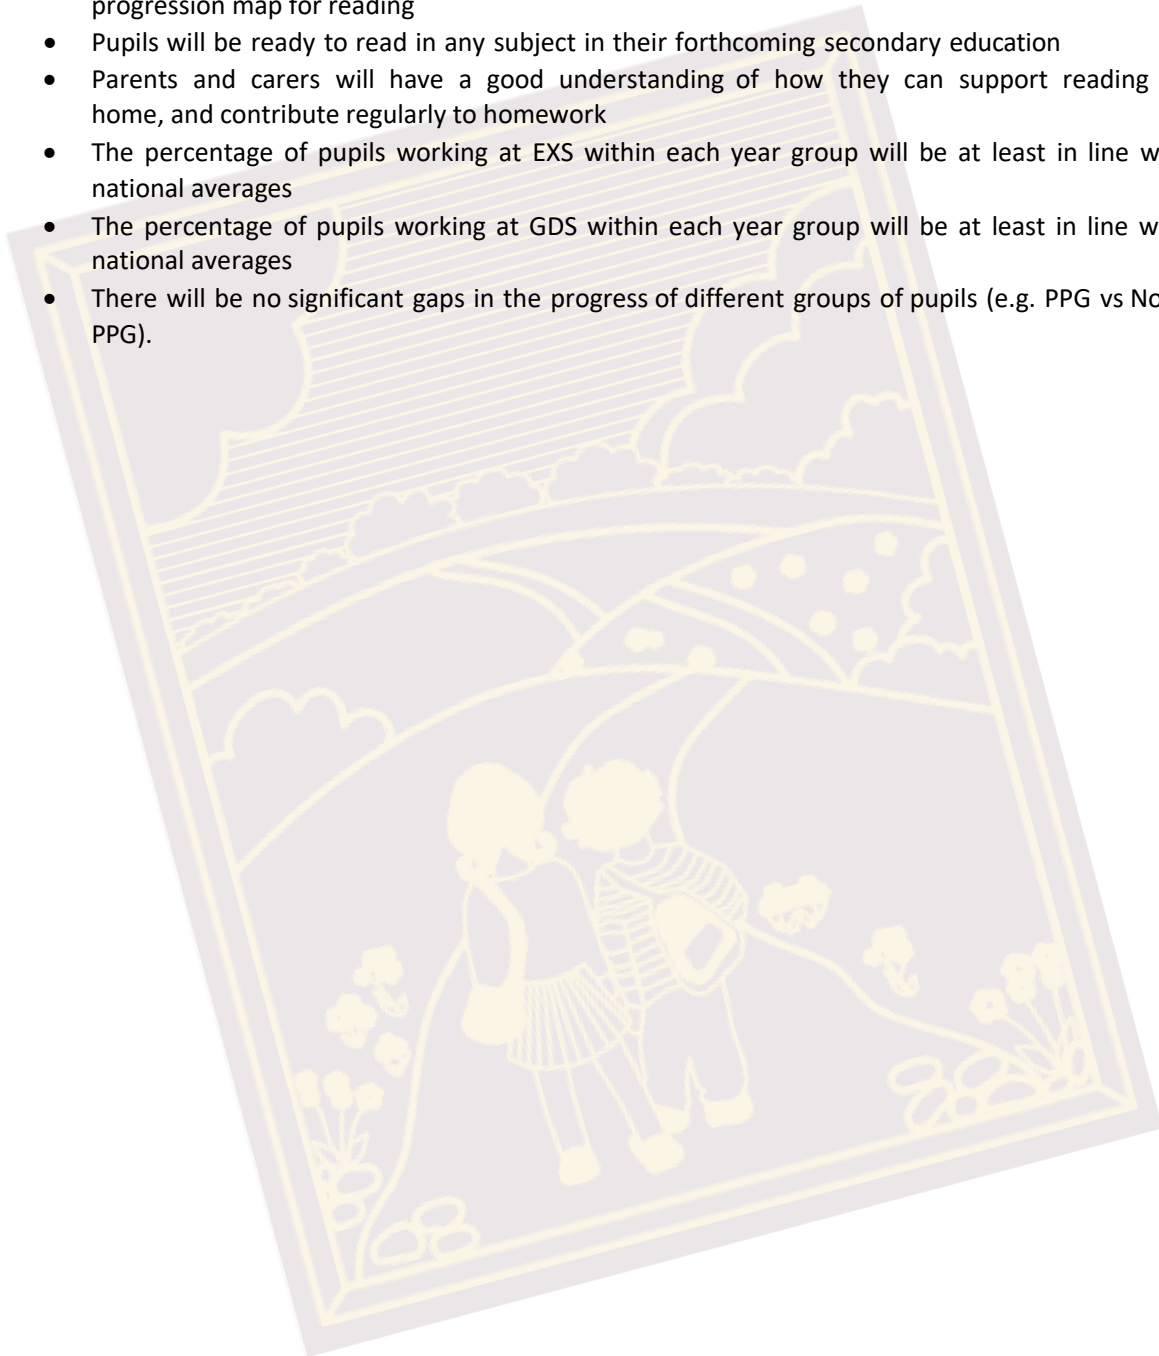 progression map for reading
• Pupils will be ready to read in any subject in their forthcoming secondary education
• Parents and carers will have a good understanding of how they can support reading
home, and contribute regularly to homework
• The percentage of pupils working at EXS within each year group will be at least in line
national averages
• The percentage of pupils working at GDS within each year group will be at least in line
national averages
• There will be no significant gaps in the progress of different groups of pupils (e.g. PPG vs
PPG).